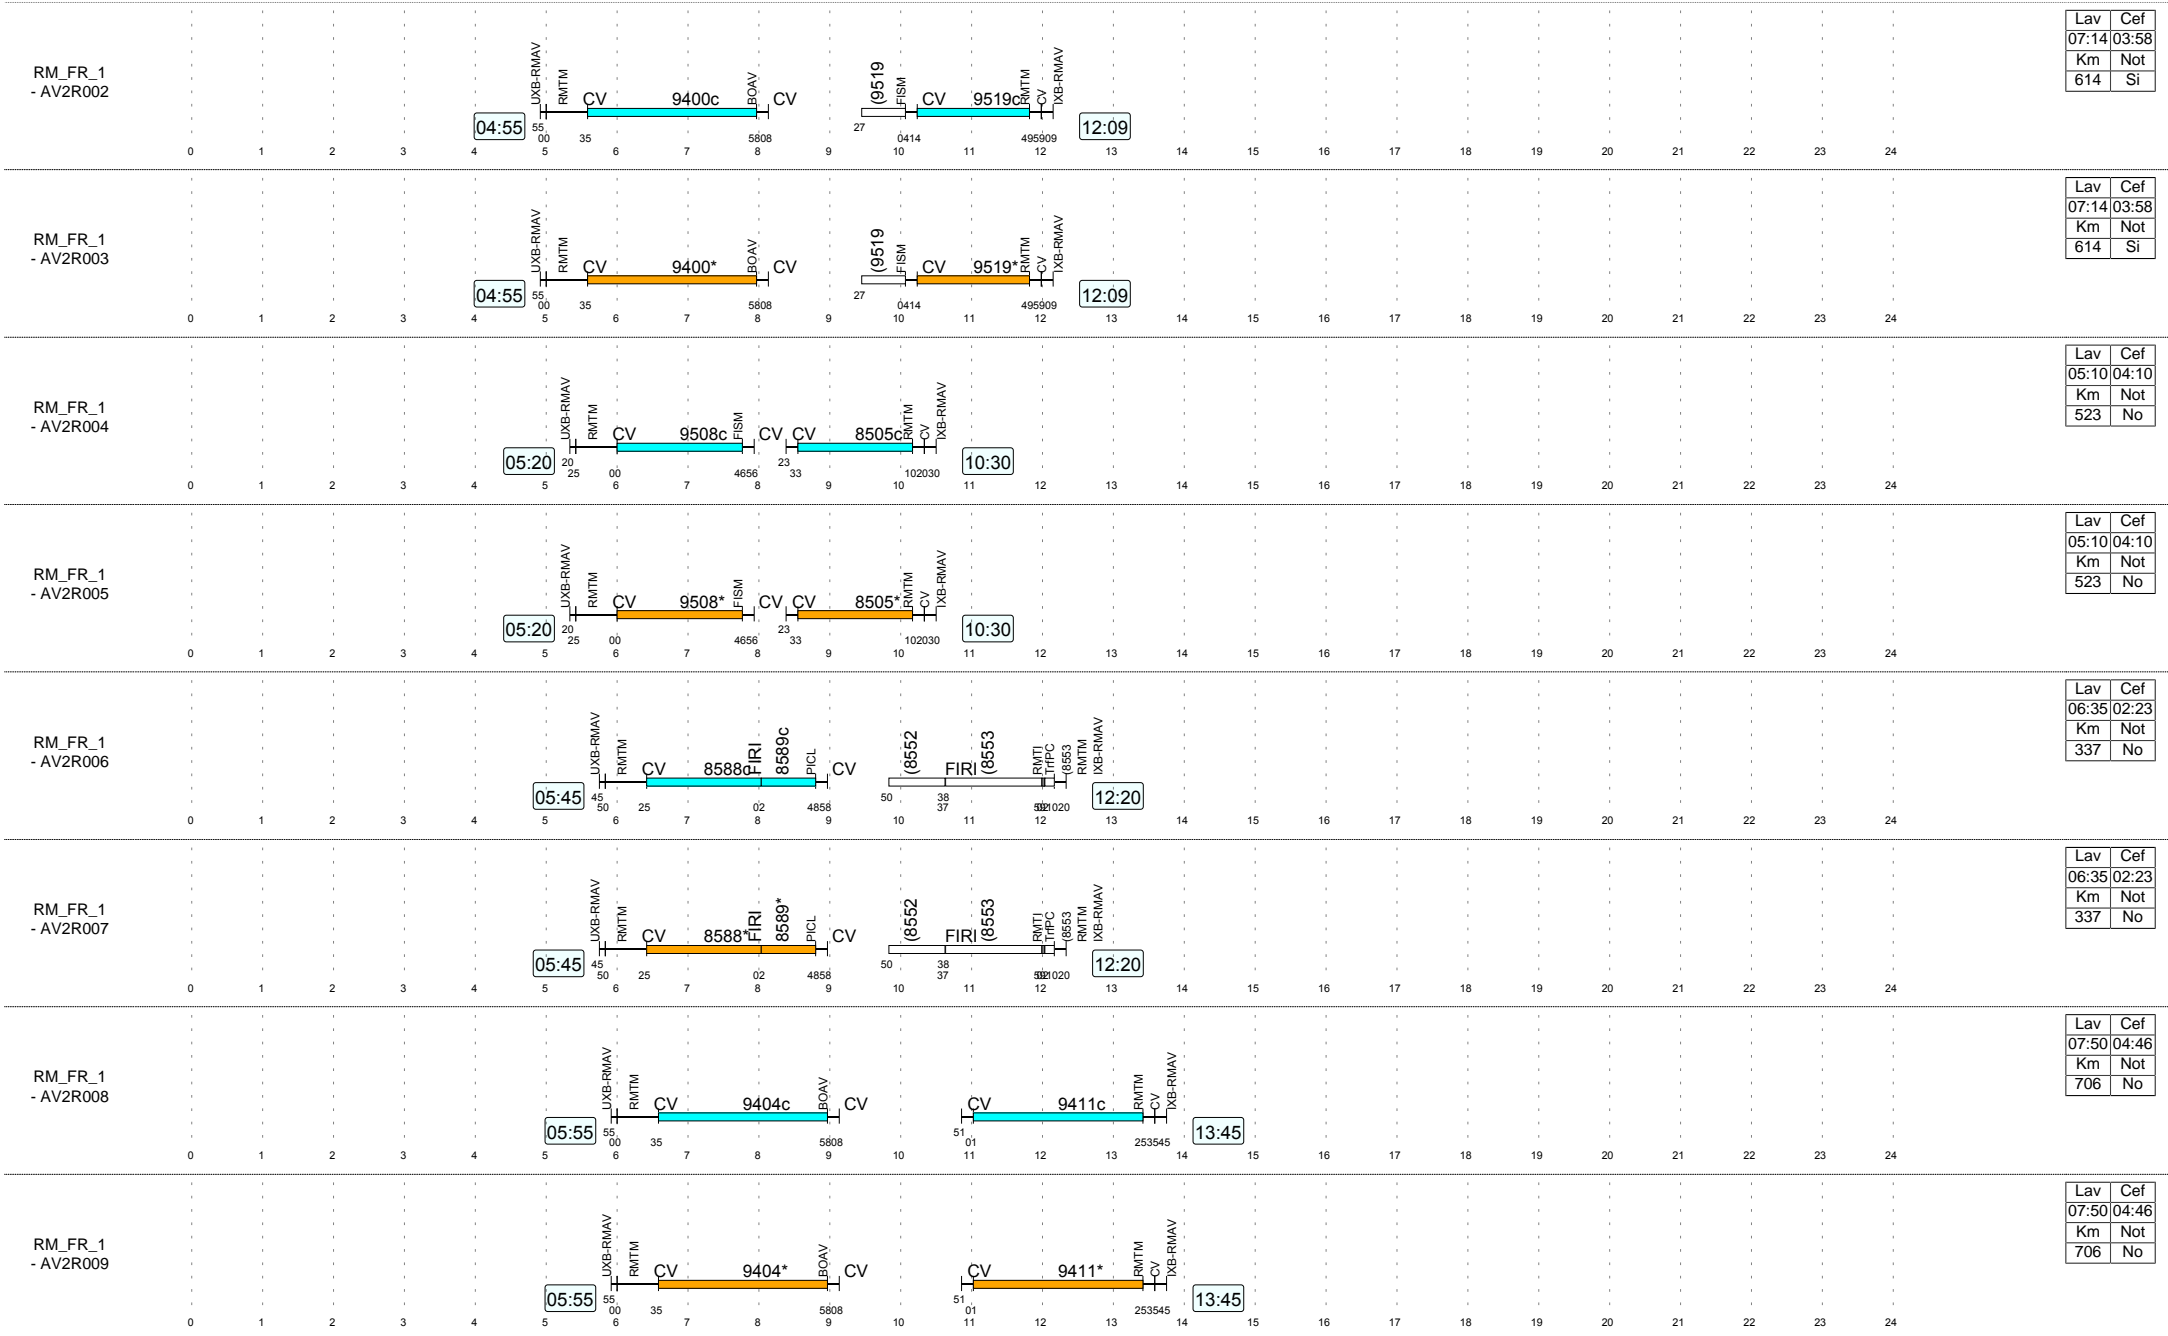 RM_FR_1
- AV2R002
UXB-RMAV RMTM CV 9400c BOAV CV (9519 FISM CV 9519c RMTM CV IXB-RMAV
04:55 55 00 35 5808 27 0414 495909 12:09
0 1 2 3 4 5 6 7 8 9 10 11 12 13 14 15 16 17 18 19 20 21 22 23 24
Lav Cef
07:14 03:58
Km Not
614 Si
RM_FR_1
- AV2R003
UXB-RMAV RMTM CV 9400* BOAV CV (9519 FISM CV 9519* RMTM CV IXB-RMAV
04:55 55 00 35 5808 27 0414 495909 12:09
0 1 2 3 4 5 6 7 8 9 10 11 12 13 14 15 16 17 18 19 20 21 22 23 24
Lav Cef
07:14 03:58
Km Not
614 Si
RM_FR_1
- AV2R004
UXB-RMAV RMTM CV 9508c FISM CV CV 8505c RMTM CV IXB-RMAV
05:20 20 25 00 4656 23 33 102030 10:30
0 1 2 3 4 5 6 7 8 9 10 11 12 13 14 15 16 17 18 19 20 21 22 23 24
Lav Cef
05:10 04:10
Km Not
523 No
RM_FR_1
- AV2R005
UXB-RMAV RMTM CV 9508* FISM CV CV 8505* RMTM CV IXB-RMAV
05:20 20 25 00 4656 23 33 102030 10:30
0 1 2 3 4 5 6 7 8 9 10 11 12 13 14 15 16 17 18 19 20 21 22 23 24
Lav Cef
05:10 04:10
Km Not
523 No
RM_FR_1
- AV2R006
UXB-RMAV RMTM CV 8588c FIRI 8589c PICL CV (8552 FIRI (8553 RMTI TrfPC (8553 RMTM IXB-RMAV
05:45 45 50 25 02 4858 50 38 37 1020 12:20
0 1 2 3 4 5 6 7 8 9 10 11 12 13 14 15 16 17 18 19 20 21 22 23 24
Lav Cef
06:35 02:23
Km Not
337 No
RM_FR_1
- AV2R007
UXB-RMAV RMTM CV 8588* FIRI 8589* PICL CV (8552 FIRI (8553 RMTI TrfPC (8553 RMTM IXB-RMAV
05:45 45 50 25 02 4858 50 38 37 1020 12:20
0 1 2 3 4 5 6 7 8 9 10 11 12 13 14 15 16 17 18 19 20 21 22 23 24
Lav Cef
06:35 02:23
Km Not
337 No
RM_FR_1
- AV2R008
UXB-RMAV RMTM CV 9404c BOAV CV CV 9411c RMTM CV IXB-RMAV
05:55 55 00 35 5808 51 01 253545 13:45
0 1 2 3 4 5 6 7 8 9 10 11 12 13 14 15 16 17 18 19 20 21 22 23 24
Lav Cef
07:50 04:46
Km Not
706 No
RM_FR_1
- AV2R009
UXB-RMAV RMTM CV 9404* BOAV CV CV 9411* RMTM CV IXB-RMAV
05:55 55 00 35 5808 51 01 253545 13:45
0 1 2 3 4 5 6 7 8 9 10 11 12 13 14 15 16 17 18 19 20 21 22 23 24
Lav Cef
07:50 04:46
Km Not
706 No